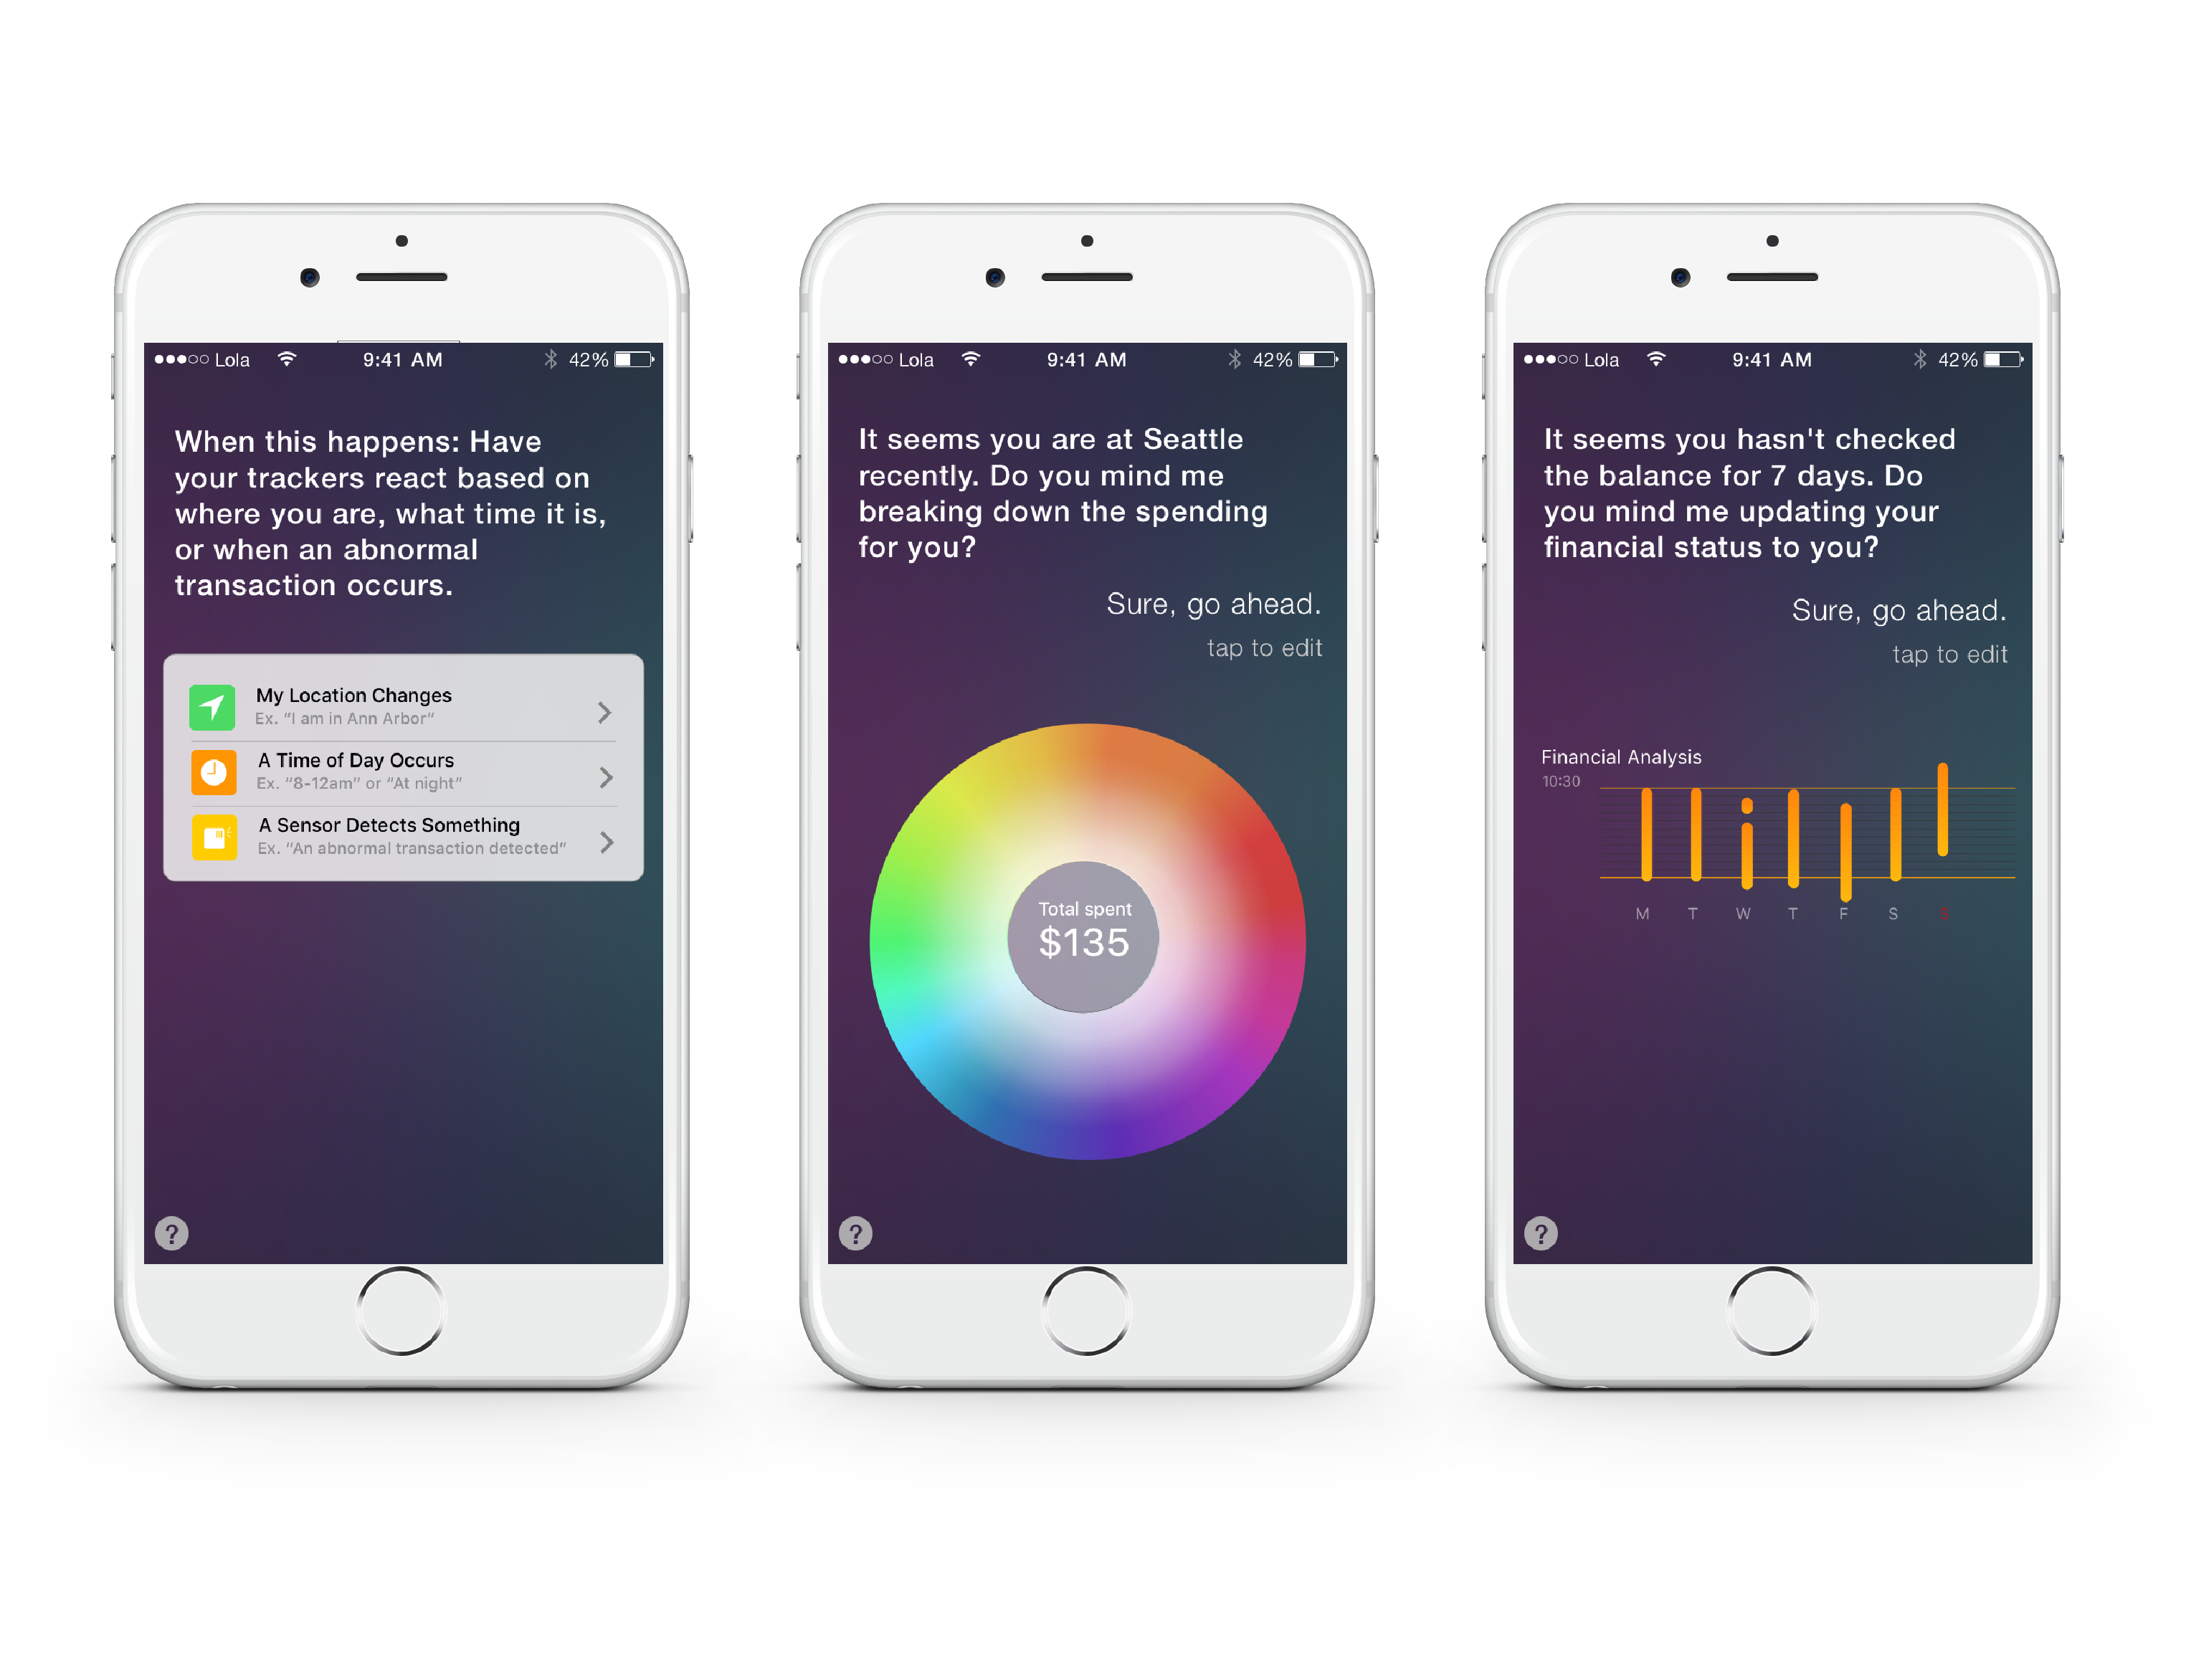 Lola 9:41 AM 42%
When this happens: Have
your trackers react based on
where you are, what time it is,
or when an abnormal
transaction occurs.
My Location Changes
Ex. "I am in Ann Arbor"
A Time of Day Occurs
Ex. "8-12am" or "At night"
A Sensor Detects Something
Ex. "An abnormal transaction detected"
?
Lola 9:41 AM 42%
It seems you are at Seattle
recently. Do you mind me
breaking down the spending
for you?
Sure, go ahead.
tap to edit
Total spent
$135
?
Lola 9:41 AM 42%
It seems you hasn't checked
the balance for 7 days. Do
you mind me updating your
financial status to you?
Sure, go ahead.
tap to edit
Financial Analysis
10:30
M T W T F S S
?